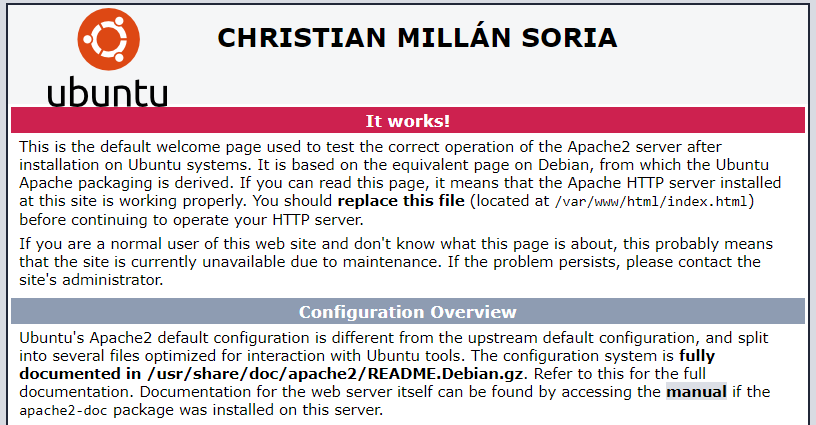 CHRISTIAN MILLÁN SORIA
ubuntu
It works!
This is the default welcome page used to test the correct operation of the Apache2 server after
installation on Ubuntu systems. It is based on the equivalent page on Debian, from which the Ubuntu
Apache packaging is derived. If you can read this page, it means that the Apache HTTP server installed
at this site is working properly. You should replace this file (located at /var/www/html/index.html)
before continuing to operate your HTTP server.
If you are a normal user of this web site and don't know what this page is about, this probably means
that the site is currently unavailable due to maintenance. If the problem persists, please contact the
site's administrator.
Configuration Overview
Ubuntu's Apache2 default configuration is different from the upstream default configuration, and split
into several files optimized for interaction with Ubuntu tools. The configuration system is fully
documented in /usr/share/doc/apache2/README.Debian.gz. Refer to this for the full
documentation. Documentation for the web server itself can be found by accessing the manual if the
apache2-doc package was installed on this server.